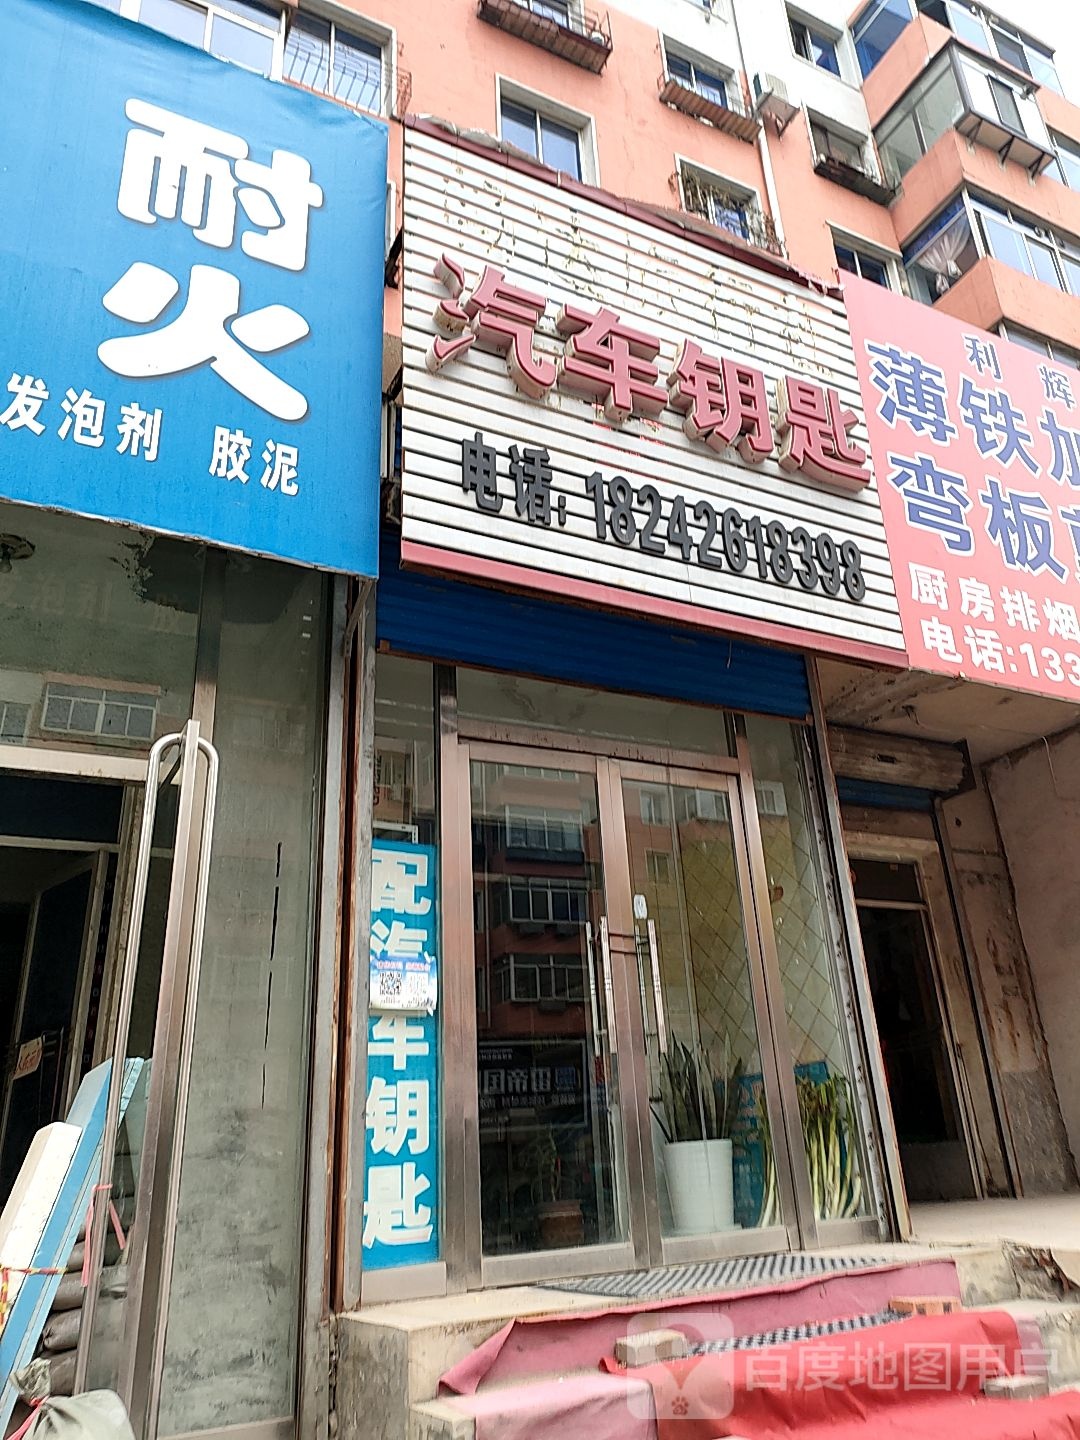 耐
火
发泡剂 胶泥
汽车钥匙
电话：18242618398
利辉
薄铁加
弯板
厨房排烟
电话:133
配汽车钥匙
百度地图用户